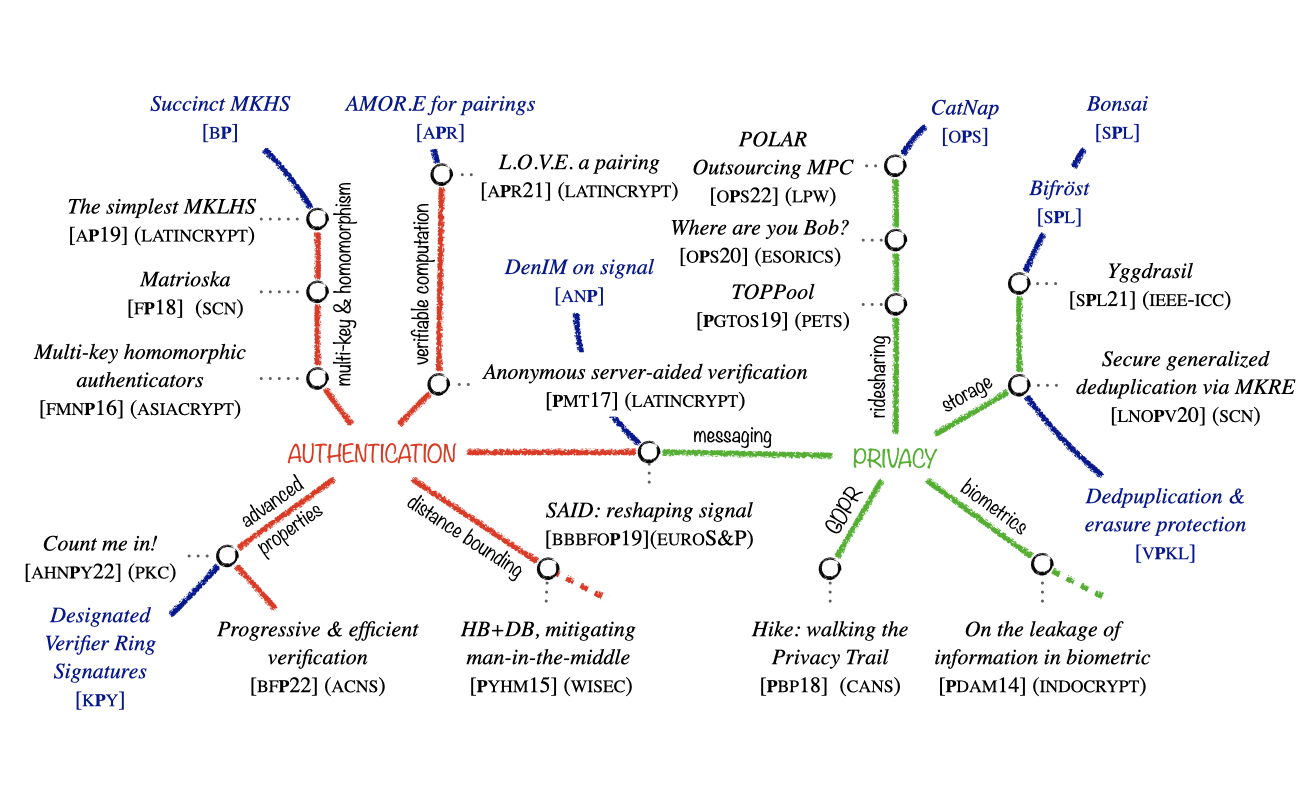 Succinct MKHS
[BP]
AMOR.E for pairings
[APR]
CatNap
[OPS]
Bonsai
[SPL]
POLAR
Outsourcing MPC
[OPS22] (LPW)
L.O.V.E. a pairing
[APR21] (LATINCRYPT)
Bifröst
[SPL]
The simplest MKLHS
[AP19] (LATINCRYPT)
multi-key & homomorphism
verifiable computation
Where are you Bob?
[OPS20] (ESORICS)
DenIM on signal
[ANP]
Matrioska
[FP18] (SCN)
TOPPool
[PGTOS19] (PETS)
Yggdrasil
[SPL21] (IEEE-ICC)
Multi-key homomorphic
authenticators
[FMNP16] (ASIACRYPT)
Anonymous server-aided verification
[PMT17] (LATINCRYPT)
ridesharing
storage
Secure generalized
deduplication via MKRE
[LNOPV20] (SCN)
AUTHENTICATION
messaging
PRIVACY
advanced
properties
distance bounding
SAID: reshaping signal
[BBBFOP19](EUROS&P)
GDPR
biometrics
Dedpuplication &
erasure protection
[VPKL]
Count me in!
[AHNPY22] (PKC)
Designated
Verifier Ring
Signatures
[KPY]
Progressive & efficient
verification
[BFP22] (ACNS)
HB+DB, mitigating
man-in-the-middle
[PYHM15] (WISEC)
Hike: walking the
Privacy Trail
[PBP18] (CANS)
On the leakage of
information in biometric
[PDAM14] (INDOCRYPT)